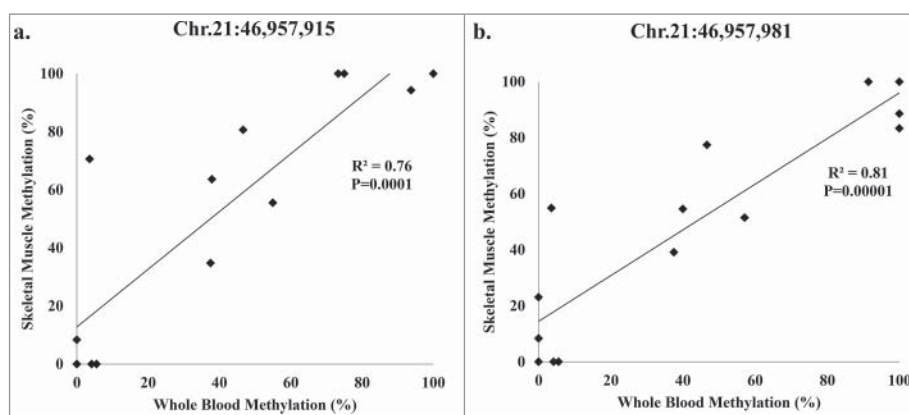 a.
Chr.21:46,957,915
100
80
60
40
20
0
Skeletal Muscle Methylation (%)
R² = 0.76
P=0.0001
0 20 40 60 80 100
Whole Blood Methylation (%)
b.
Chr.21:46,957,981
100
80
60
40
20
0
Skeletal Muscle Methylation (%)
R² = 0.81
P=0.00001
0 20 40 60 80 100
Whole Blood Methylation (%)